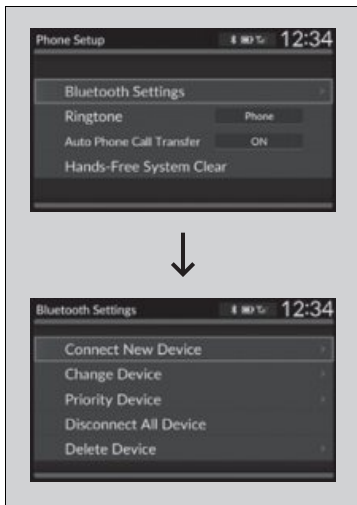 Phone Setup 12:34
Bluetooth Settings
Ringtone Phone
Auto Phone Call Transfer ON
Hands-Free System Clear
Bluetooth Settings 12:34
Connect New Device
Change Device
Priority Device
Disconnect All Device
Delete Device